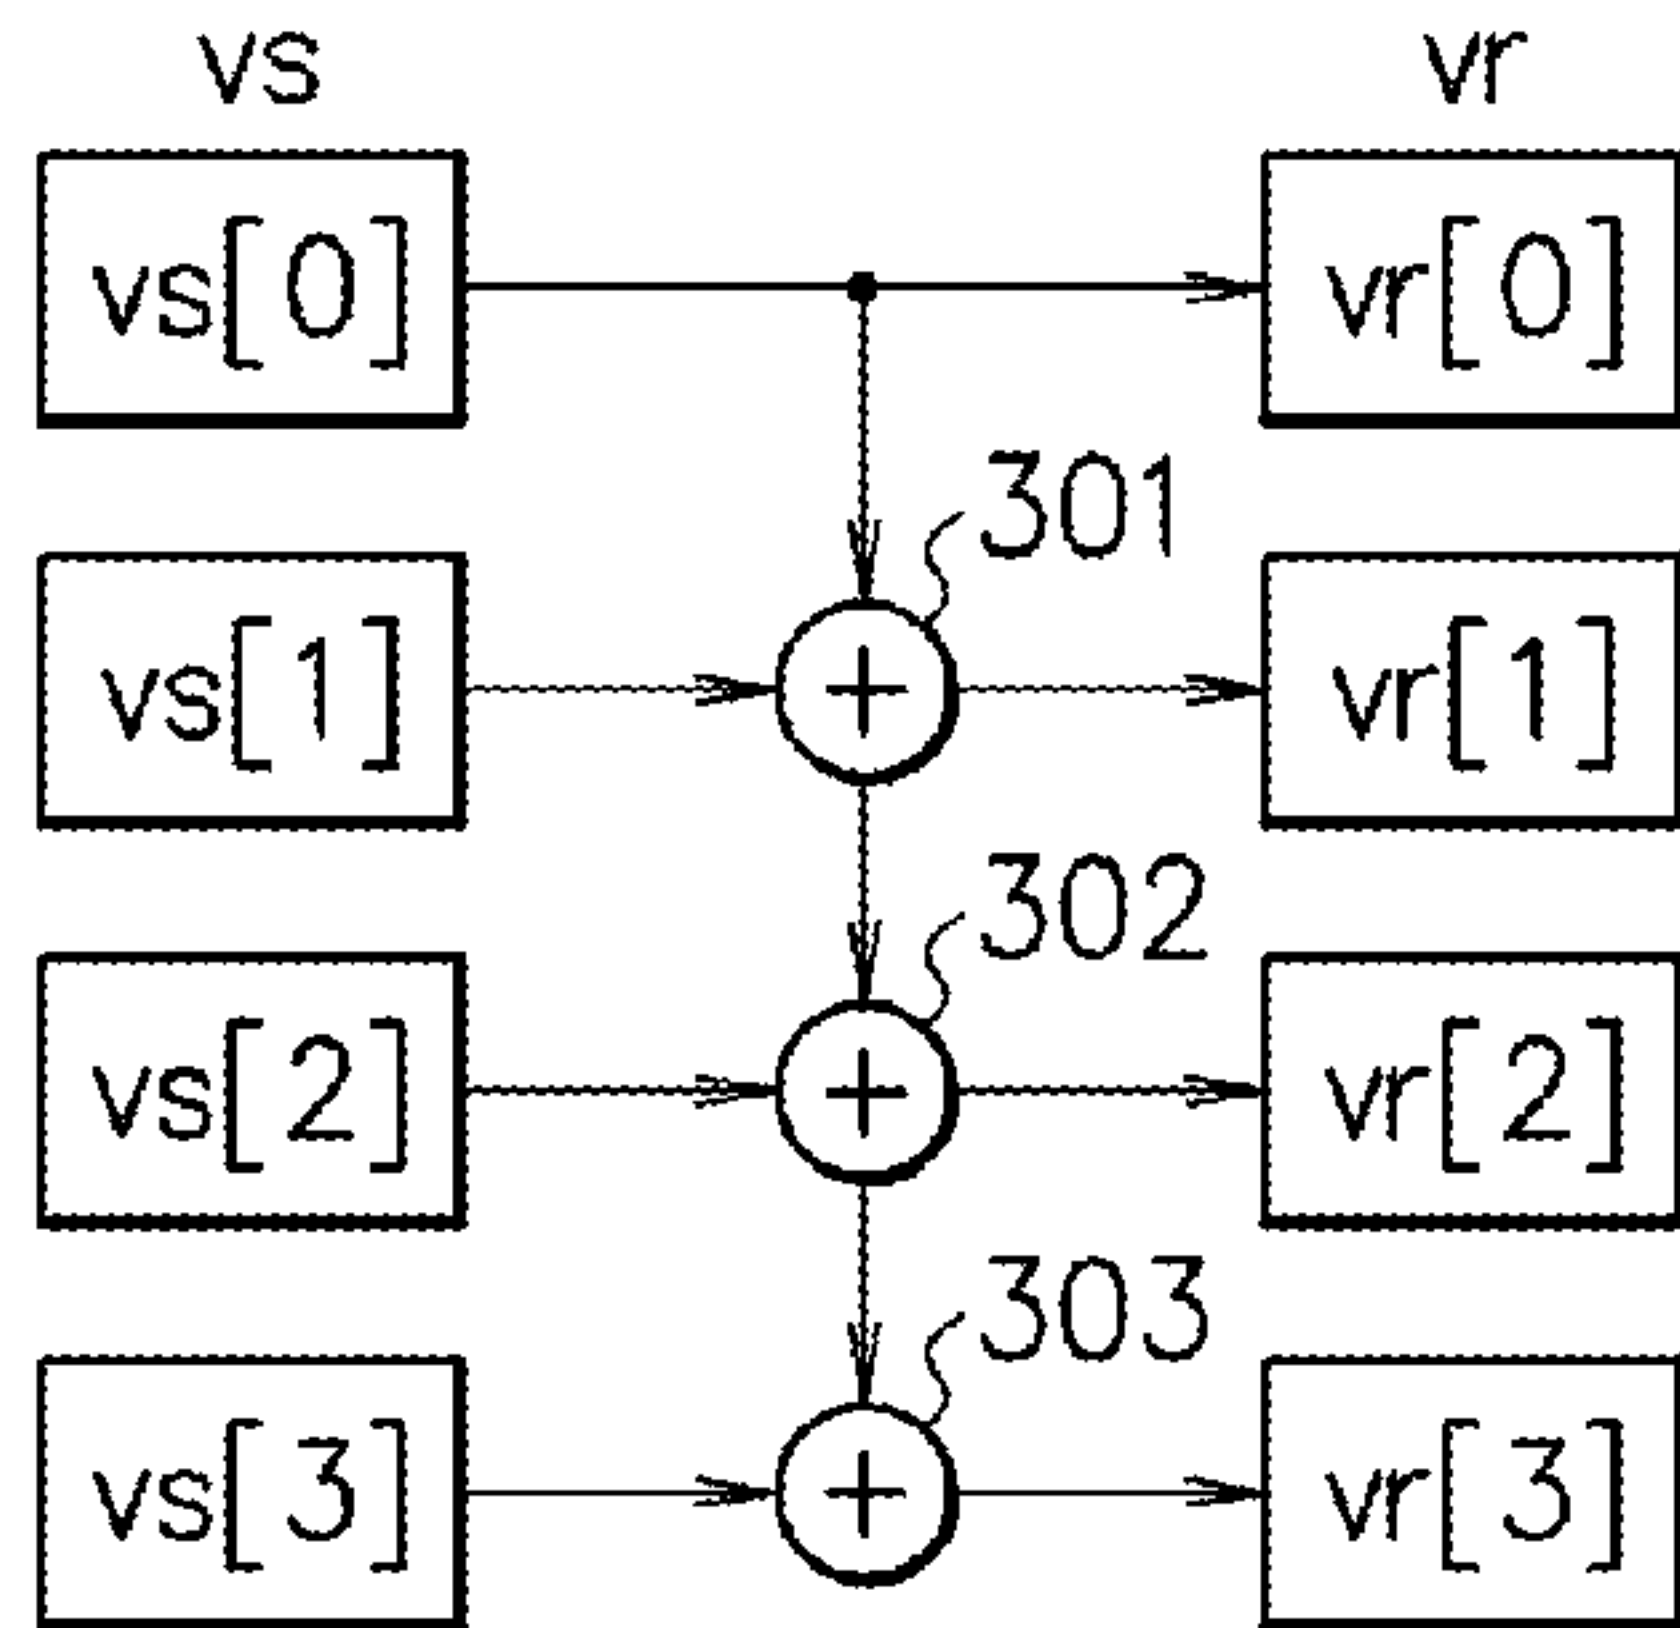 vs vr
vs[0] vr[0]
301
vs[1] + vr[1]
302
vs[2] + vr[2]
303
vs[3] + vr[3]